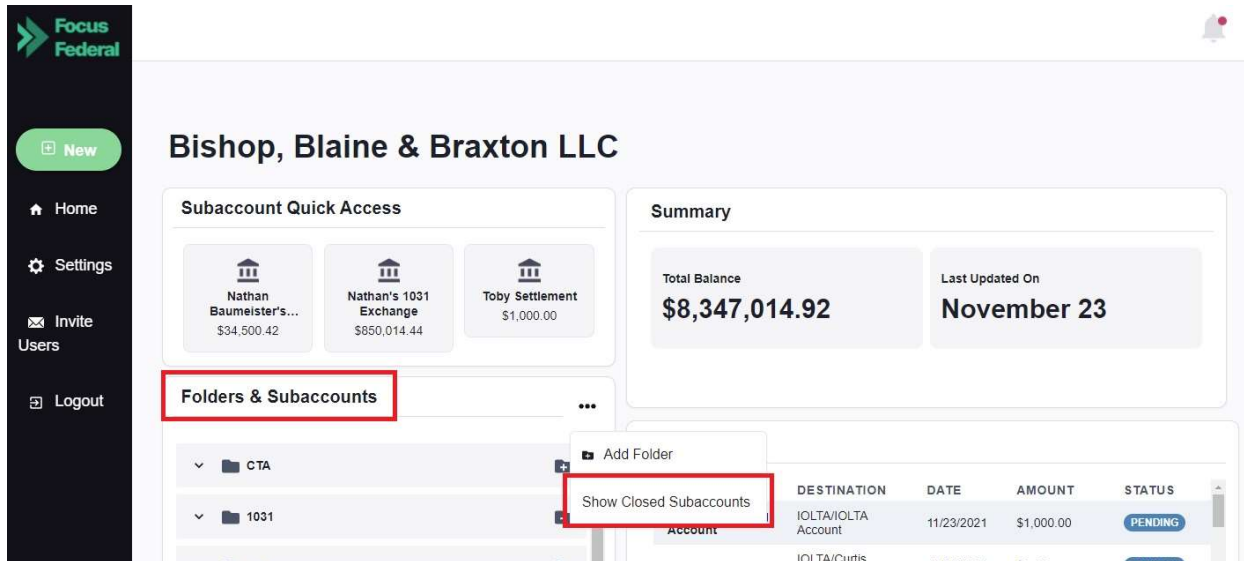 Focus
Federal
New
Home
Settings
Invite
Users
Logout
Bishop, Blaine & Braxton LLC
Subaccount Quick Access
Nathan
Baumeister's...
$34,500.42
Nathan's 1031
Exchange
$850,014.44
Toby Settlement
$1,000.00
Summary
Total Balance
$8,347,014.92
Last Updated On
November 23
Folders & Subaccounts
CTA
1031
Add Folder
Show Closed Subaccounts
DESTINATION DATE AMOUNT STATUS
Account
IOLTA/IOLTA
Account
11/23/2021 $1,000.00 PENDING
IOLTA/Curtis